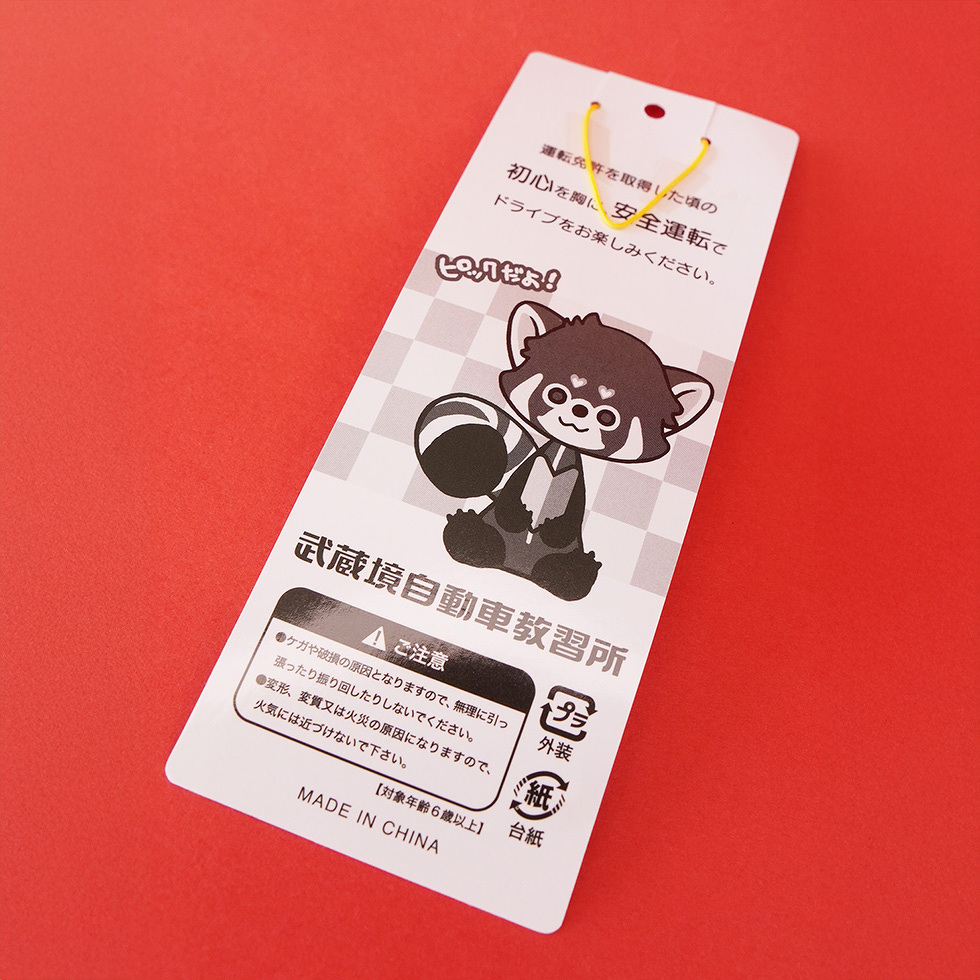 運転免許を取得した頃の
初心を胸に、安全運転で
ドライブをお楽しみください。
ピックだよ！
武蔵境自動車教習所
ご注意
●ケガや破損の原因となりますので、無理に引っ
張ったり振り回したりしないでください。
●変形、変質又は火災の原因になりますので、
火気には近づけないで下さい。
【対象年齢6歳以上】
MADE IN CHINA
プラ
外装
紙
台紙